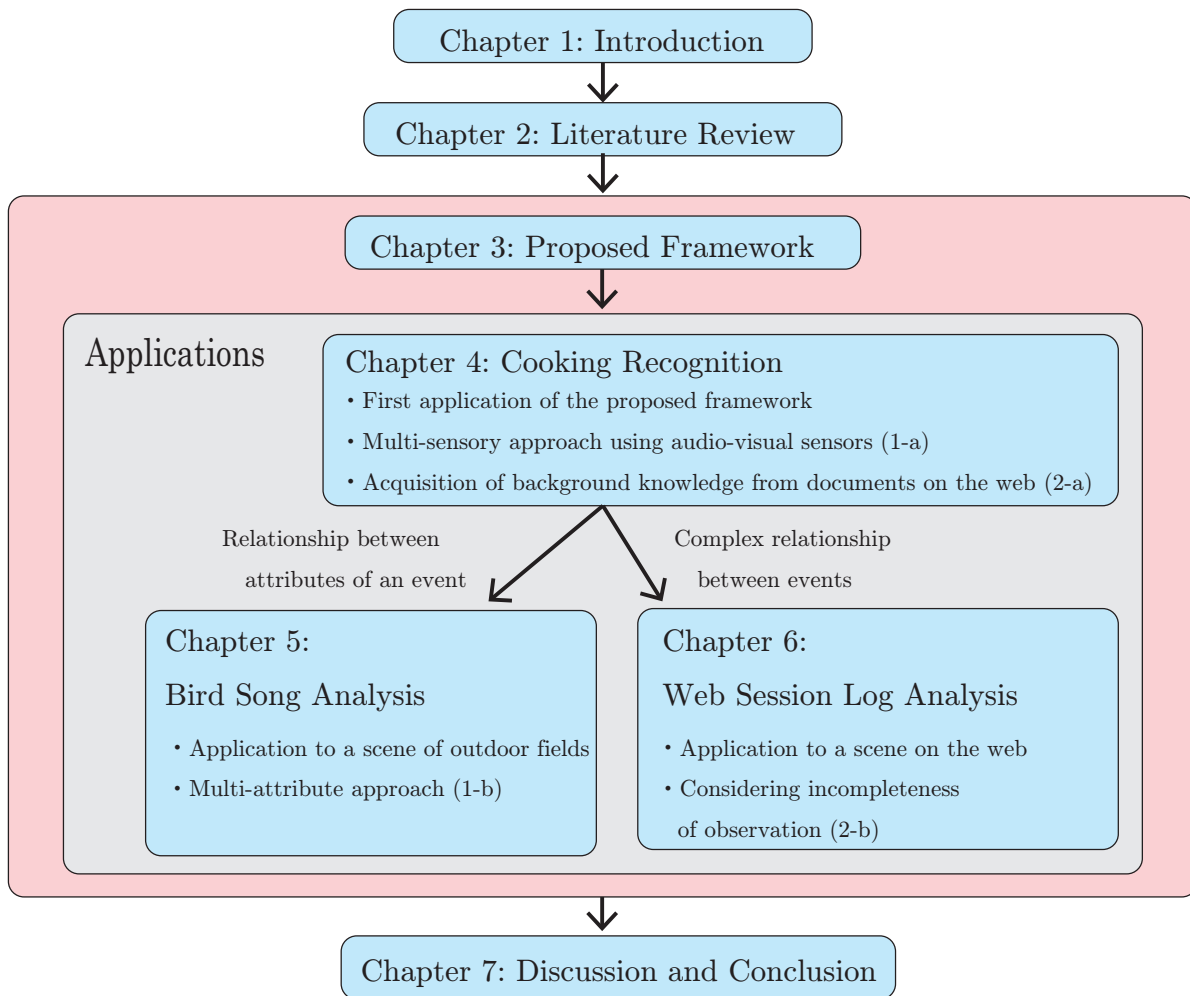 Chapter 1: Introduction
Chapter 2: Literature Review
Chapter 3: Proposed Framework
Applications
Chapter 4: Cooking Recognition
・First application of the proposed framework
・Multi-sensory approach using audio-visual sensors (1-a)
・Acquisition of background knowledge from documents on the web (2-a)
Relationship between
attributes of an event
Complex relationship
between events
Chapter 5:
Bird Song Analysis
・Application to a scene of outdoor fields
・Multi-attribute approach (1-b)
Chapter 6:
Web Session Log Analysis
・Application to a scene on the web
・Considering incompleteness
of observation (2-b)
Chapter 7: Discussion and Conclusion